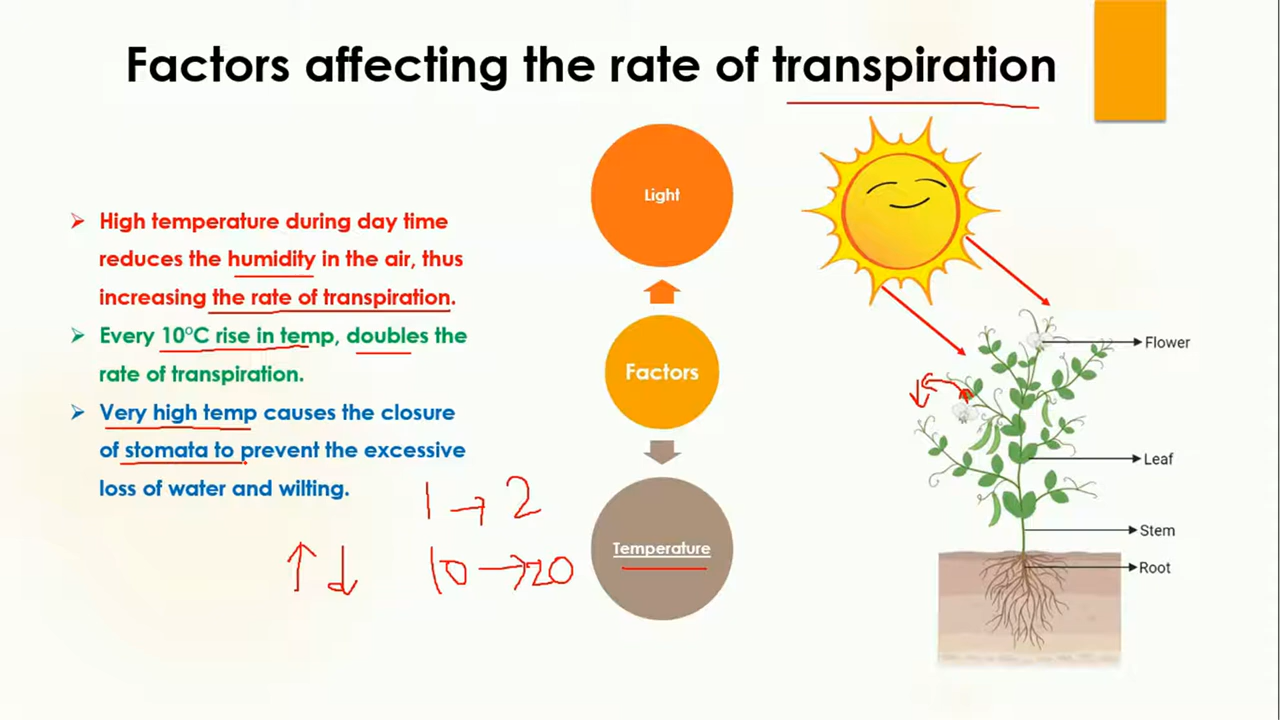 Factors affecting the rate of transpiration
Light
➢ High temperature during day time
reduces the humidity in the air, thus
increasing the rate of transpiration.
➢ Every 10°C rise in temp, doubles the
rate of transpiration.
➢ Very high temp causes the closure
of stomata to prevent the excessive
loss of water and wilting.
Factors
Temperature
1 → 2
↑ ↓ 10 → 20
Flower
Leaf
Stem
Root